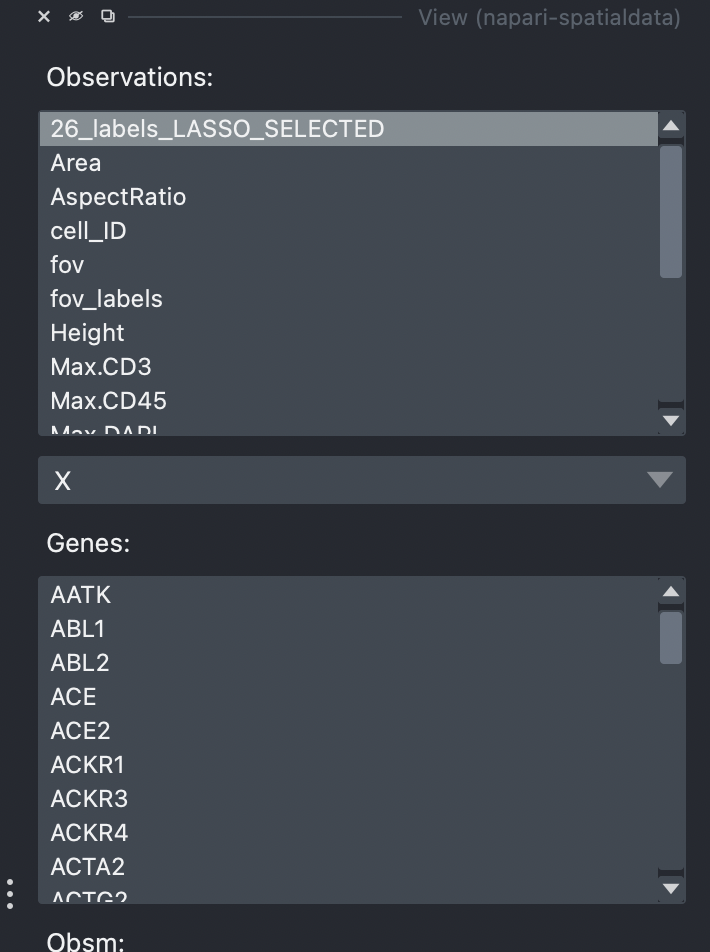 View (napari-spatialdata)
Observations:
26_labels_LASSO_SELECTED
Area
AspectRatio
cell_ID
fov
fov_labels
Height
Max.CD3
Max.CD45
Max.DAPI
X
Genes:
AATK
ABL1
ABL2
ACE
ACE2
ACKR1
ACKR3
ACKR4
ACTA2
ACTG2
Obsm: